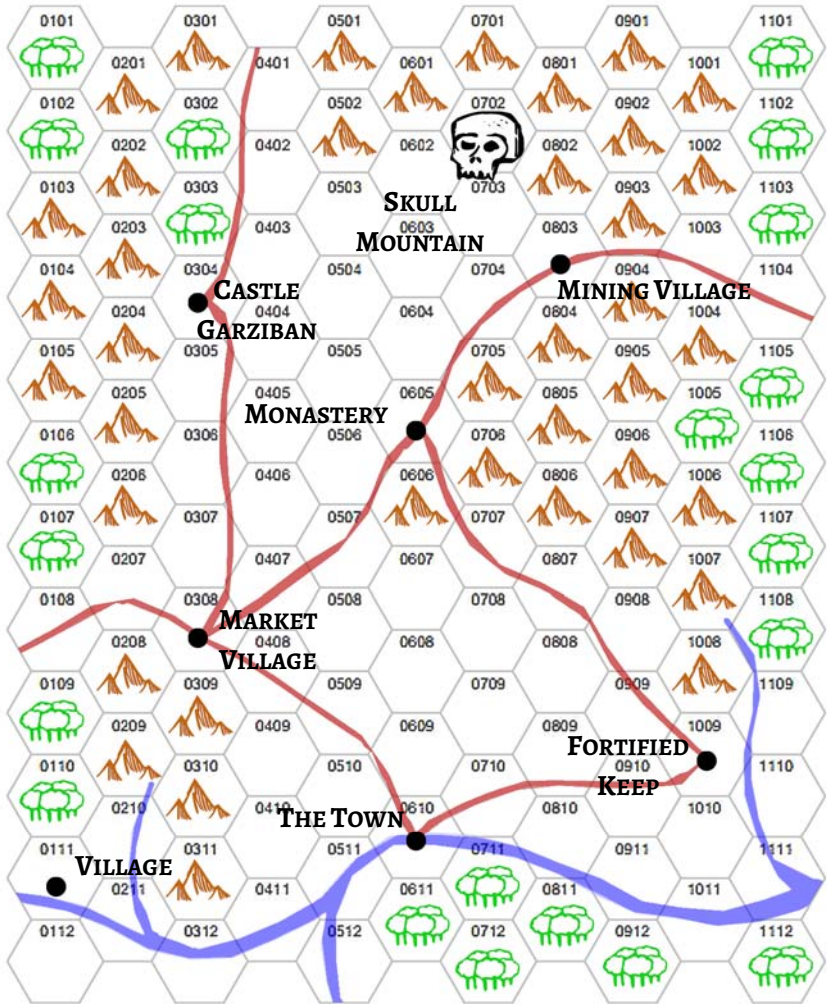 0101 0301 0501 0701 0901 1101
0201 0401 0601 0801 1001
0102 0302 0502 0702 0902 1102
0202 0402 0602 0802 1002
0103 0303 0503 0703 0903 1103
Skull
0203 0403 0603 0803 1003
Mountain
0104 0304 0504 0704 0904 1104
Castle
Mining Village
0204 0404 0604 0804 1004
Garziban
0105 0305 0505 0705 0905 1105
0205 0405 0605 0805 1005
Monastery
0106 0306 0506 0706 0906 1106
0206 0406 0606 0806 1006
0107 0307 0507 0707 0907 1107
0207 0407 0607 0807 1007
0108 0308 0508 0708 0908 1108
Market
0208 0408 0608 0808 1008
Village
0109 0309 0509 0709 0909 1109
0209 0409 0609 0809 1009
Fortified
0110 0310 0510 0710 0910 1110
Keep
0210 0410 0610 0810 1010
The Town
0111 0311 0511 0711 0911 1111
Village
0211 0411 0611 0811 1011
0112 0312 0512 0712 0912 1112